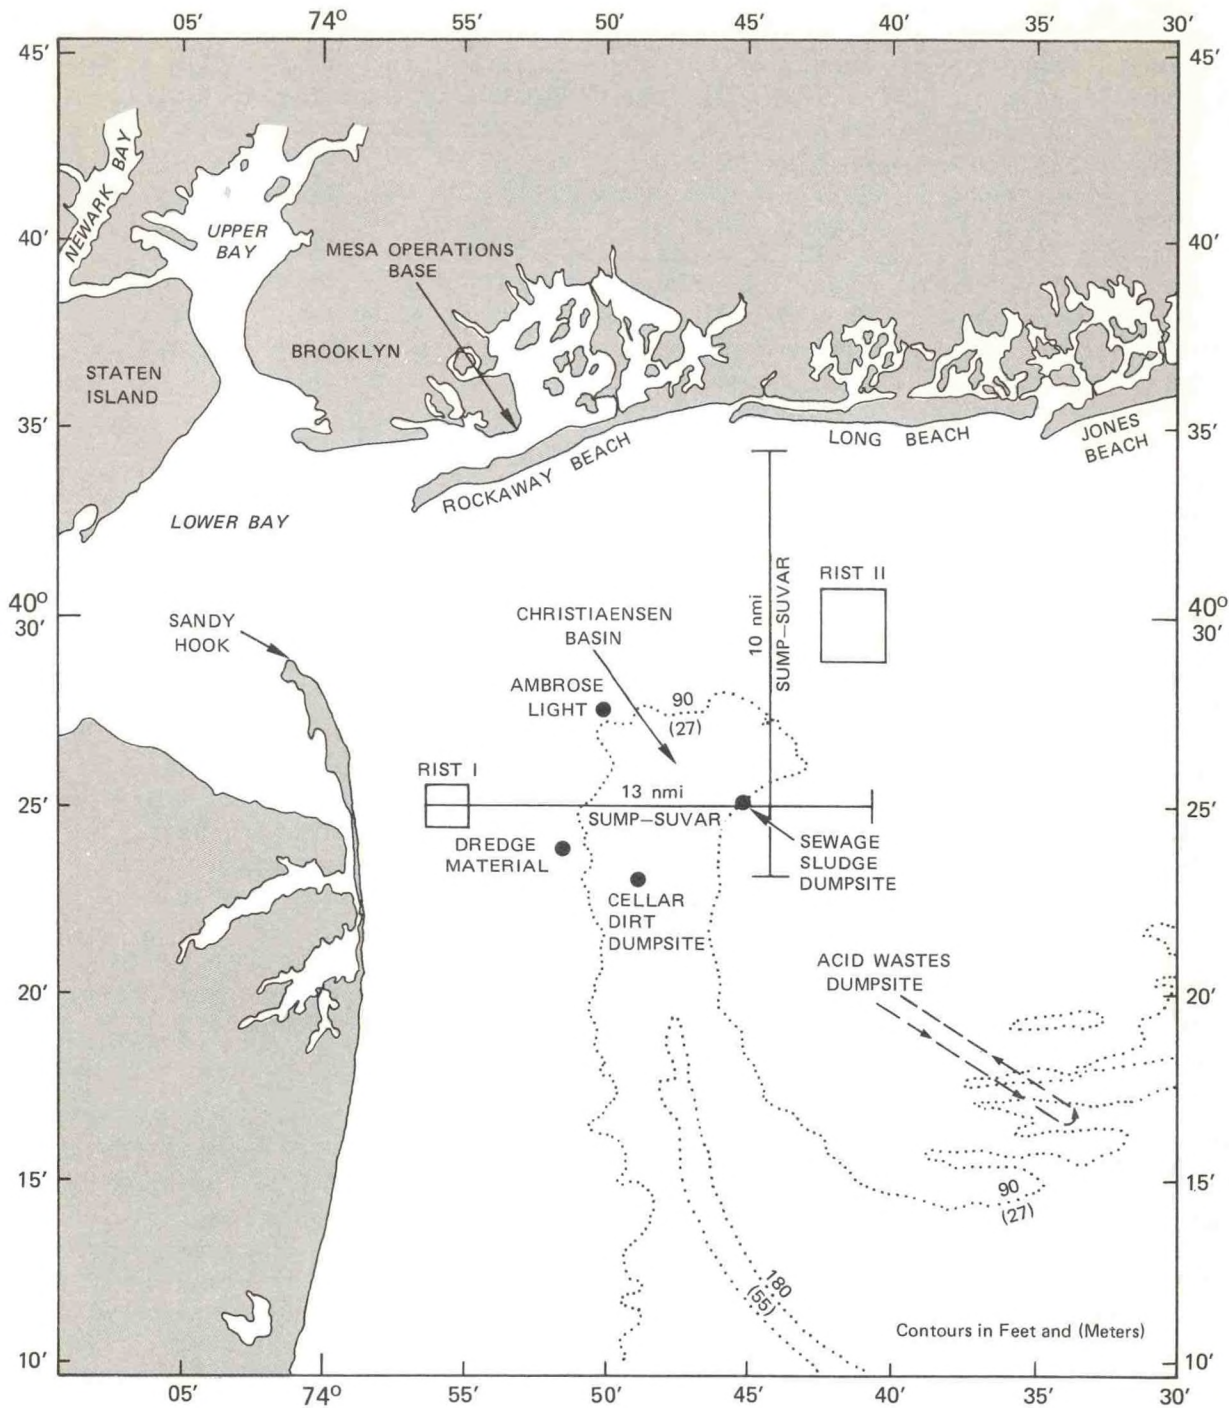 05′ 74° 55′ 50′ 45′ 40′ 35′ 30′
45′ 45′
NEWARK BAY
UPPER
BAY
40′ 40′
MESA OPERATIONS
BASE
BROOKLYN
STATEN
ISLAND
35′ 35′
ROCKAWAY BEACH
LONG BEACH
JONES
BEACH
LOWER BAY
10 nmi
SUMP–SUVAR
RIST II
40°
30′
40°
30′
SANDY
HOOK
CHRISTIAENSEN
BASIN
AMBROSE
LIGHT
90
(27)
RIST I
13 nmi
SUMP–SUVAR
25′ 25′
DREDGE
MATERIAL
SEWAGE
SLUDGE
DUMPSITE
CELLAR
DIRT
DUMPSITE
ACID WASTES
DUMPSITE
20′ 20′
15′ 15′
90
(27)
180
(55)
Contours in Feet and (Meters)
10′ 10′
05′ 74° 55′ 50′ 45′ 40′ 35′ 30′